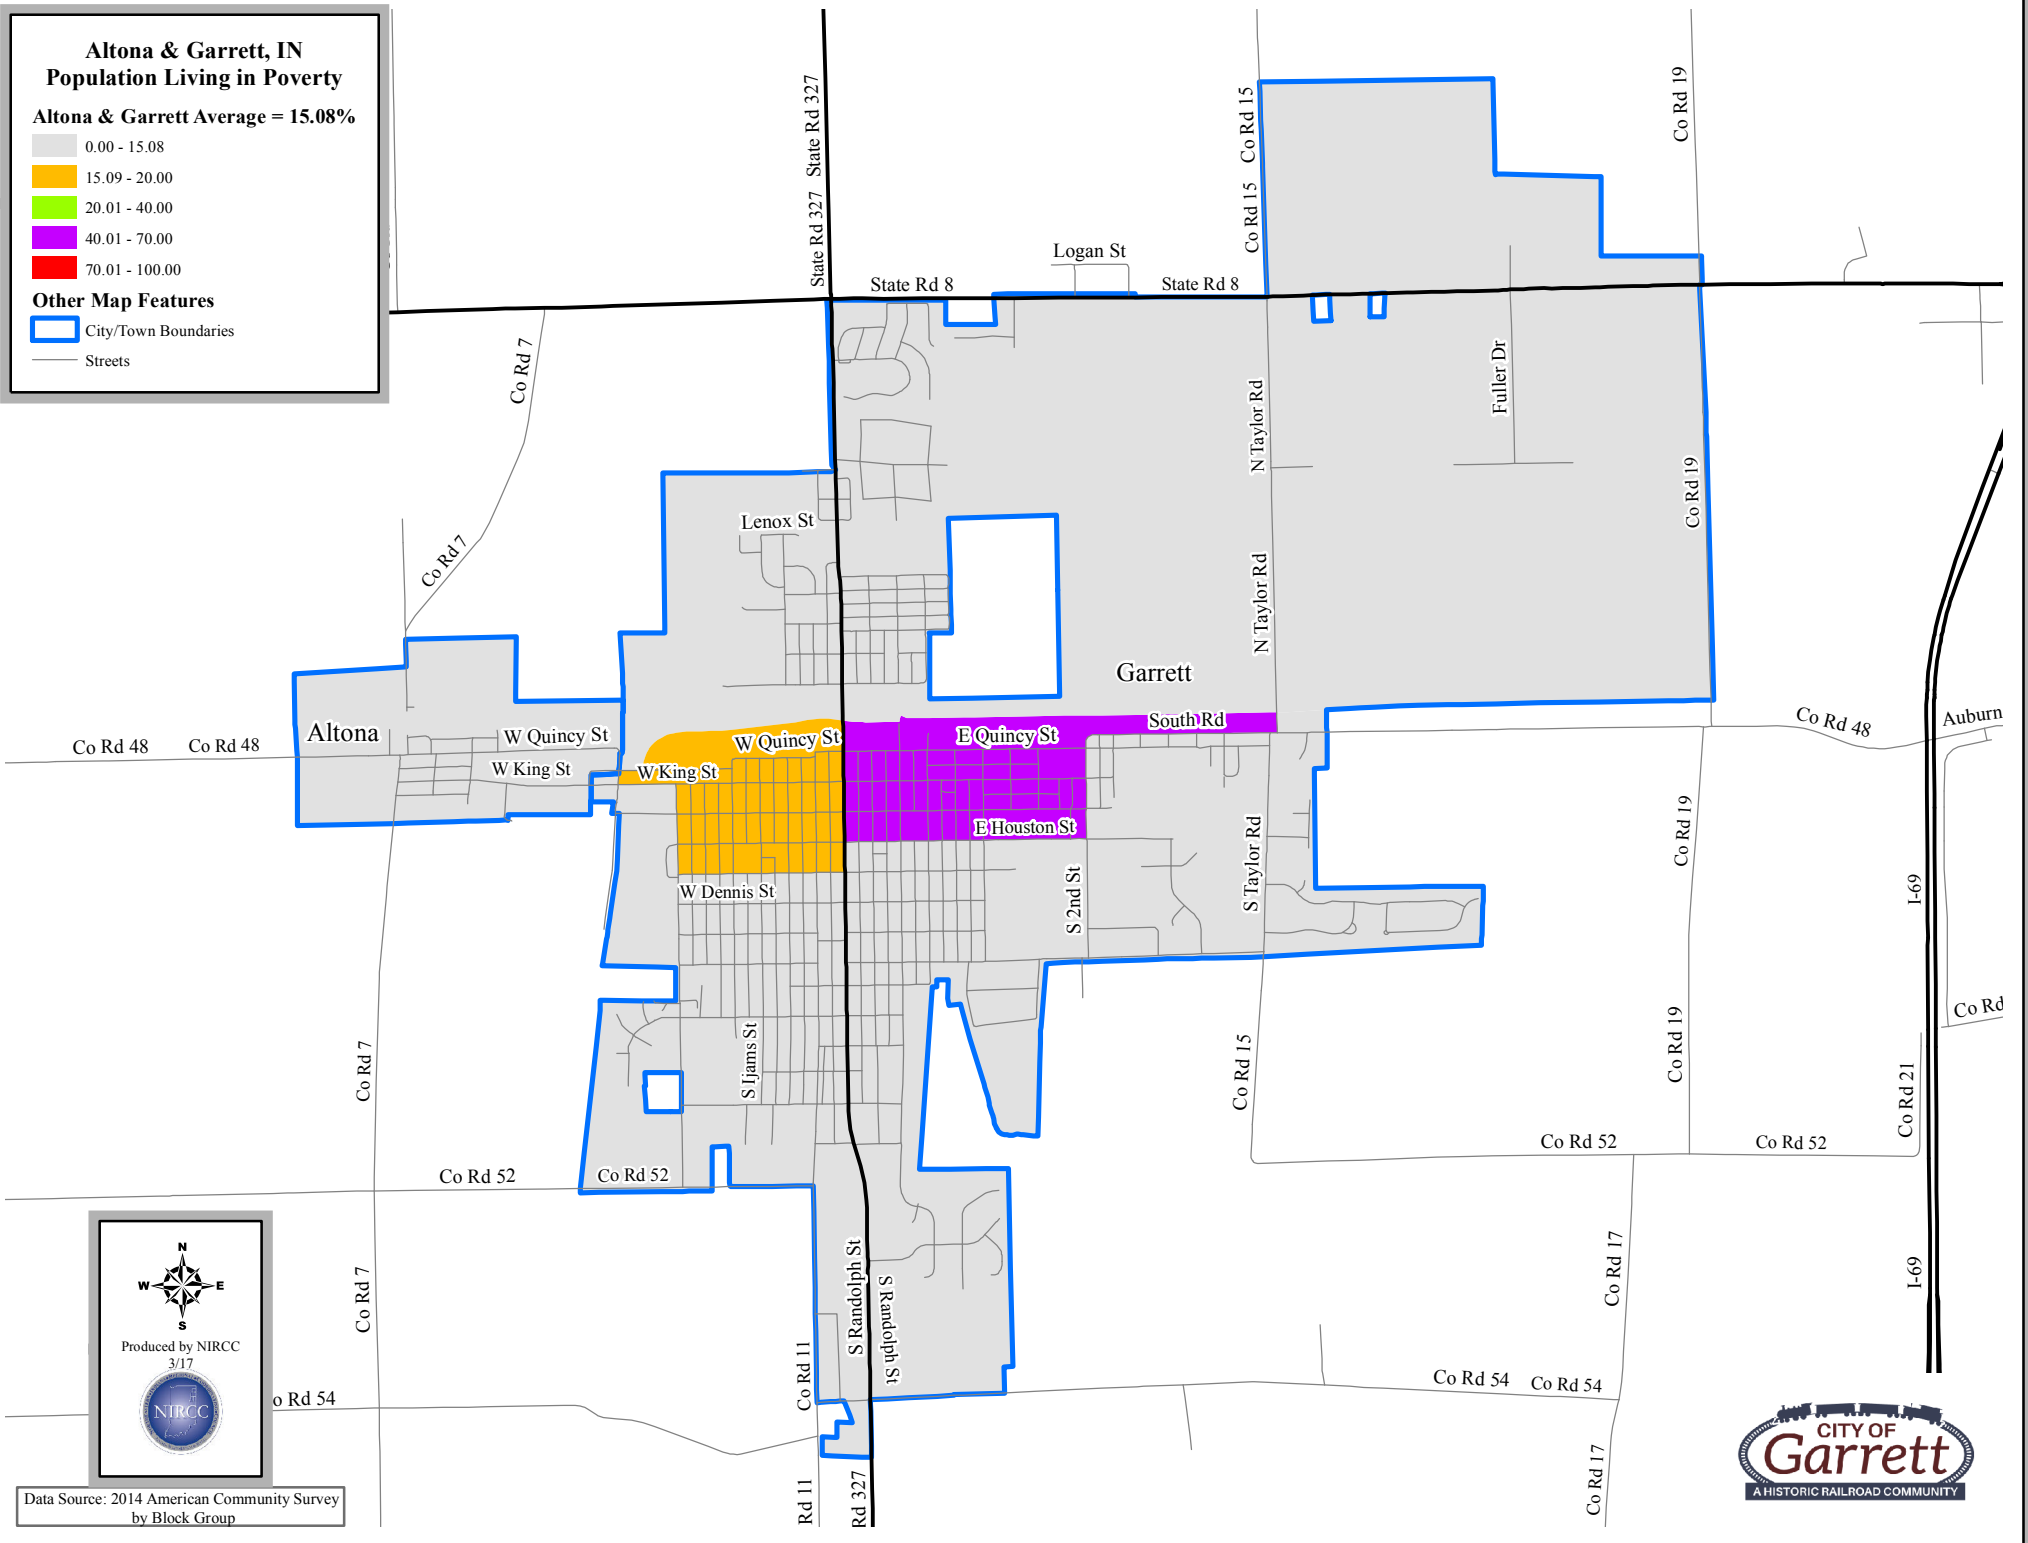 Altona & Garrett, IN
Population Living in Poverty
Altona & Garrett Average = 15.08%
0.00 - 15.08
15.09 - 20.00
20.01 - 40.00
40.01 - 70.00
70.01 - 100.00
Other Map Features
City/Town Boundaries
Streets
State Rd 327
State Rd 327
Co Rd 15
Co Rd 15
Co Rd 19
Logan St
State Rd 8
State Rd 8
Co Rd 7
Fuller Dr
N Taylor Rd
Co Rd 19
Lenox St
Co Rd 7
N Taylor Rd
Garrett
Altona
Co Rd 48
Co Rd 48
W Quincy St
W King St
W Quincy St
W King St
E Quincy St
South Rd
Co Rd 48
Auburn
E Houston St
W Dennis St
S 2nd St
S Taylor Rd
Co Rd 19
I-69
Co Rd
Co Rd 7
S Ijams St
Co Rd 15
Co Rd 19
Co Rd 21
Co Rd 52
Co Rd 52
Co Rd 52
Co Rd 52
Co Rd 7
S Randolph St
S Randolph St
Co Rd 17
I-69
Co Rd 11
o Rd 54
Co Rd 54
Co Rd 54
Rd 11
Rd 327
Co Rd 17
N
W
E
S
Produced by NIRCC
3/17
NIRCC
Data Source: 2014 American Community Survey
by Block Group
CITY OF
Garrett
A HISTORIC RAILROAD COMMUNITY